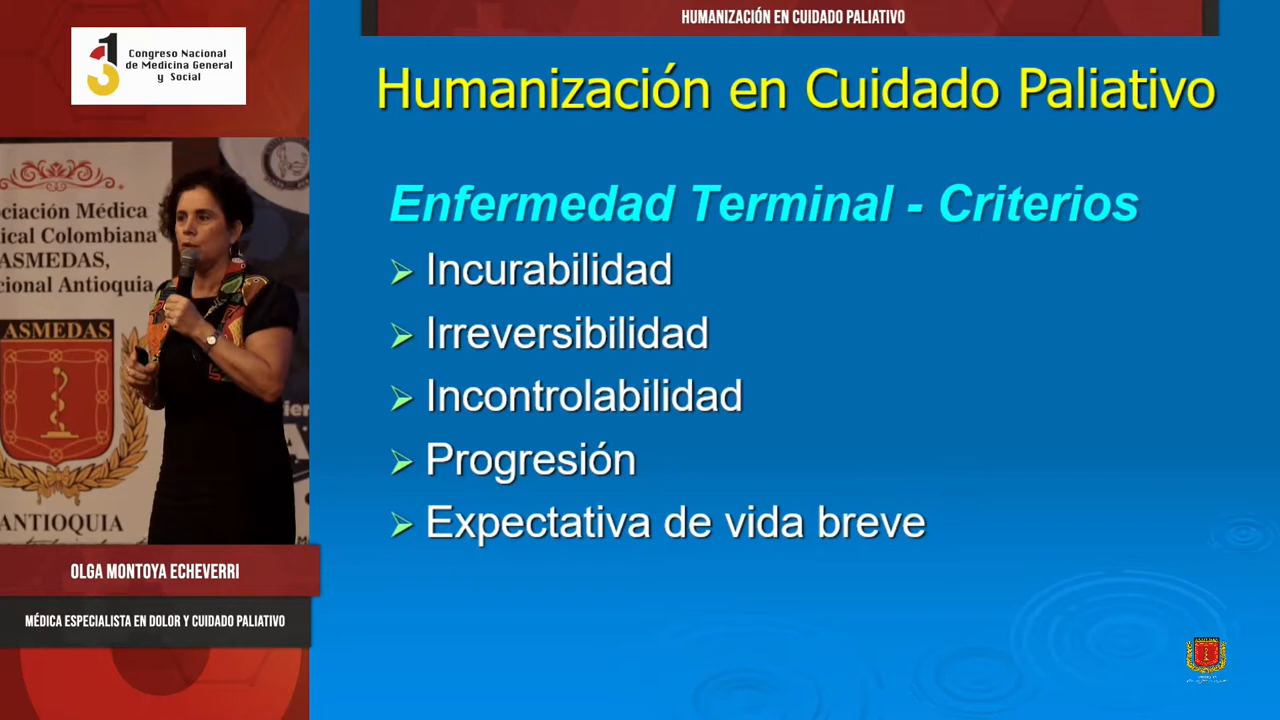 HUMANIZACIÓN EN CUIDADO PALIATIVO
Congreso Nacional
de Medicina General
y Social
Humanización en Cuidado Paliativo
Enfermedad Terminal - Criterios
Incurabilidad
Irreversibilidad
Incontrolabilidad
Progresión
Expectativa de vida breve
ociación Médica
ical Colombiana
ASMEDAS,
cional Antioquia
ASMEDAS
ANTIOQUIA
OLGA MONTOYA ECHEVERRI
MÉDICA ESPECIALISTA EN DOLOR Y CUIDADO PALIATIVO